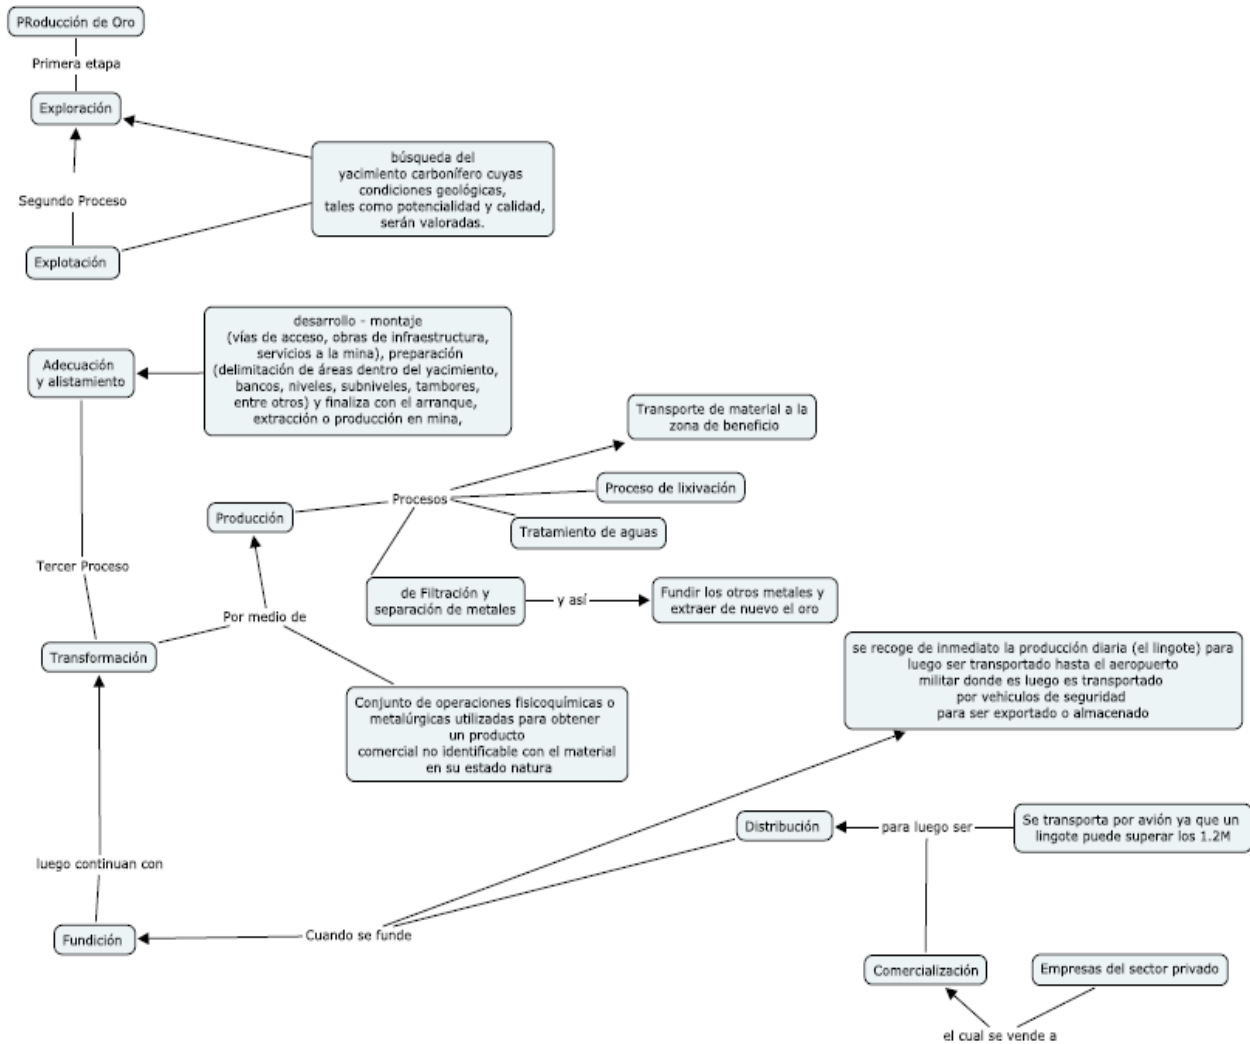 PRoducción de Oro
Primera etapa
Exploración
búsqueda del
yacimiento carbonífero cuyas
condiciones geológicas,
tales como potencialidad y calidad,
serán valoradas.
Segundo Proceso
Explotación
desarrollo - montaje
(vías de acceso, obras de infraestructura,
servicios a la mina), preparación
(delimitación de áreas dentro del yacimiento,
bancos, niveles, subniveles, tambores,
entre otros) y finaliza con el arranque,
extracción o producción en mina,
Adecuación
y alistamiento
Transporte de material a la
zona de beneficio
Procesos
Proceso de lixivación
Producción
Tratamiento de aguas
Tercer Proceso
de Filtración y
separación de metales
y así
Fundir los otros metales y
extraer de nuevo el oro
Por medio de
Transformación
se recoge de inmediato la producción diaria (el lingote) para
luego ser transportado hasta el aeropuerto
militar donde es luego es transportado
por vehículos de seguridad
para ser exportado o almacenado
Conjunto de operaciones fisicoquímicas o
metalúrgicas utilizadas para obtener
un producto
comercial no identificable con el material
en su estado natura
Distribución
para luego ser
Se transporta por avión ya que un
lingote puede superar los 1.2M
luego continuan con
Fundición
Cuando se funde
Comercialización
Empresas del sector privado
el cual se vende a